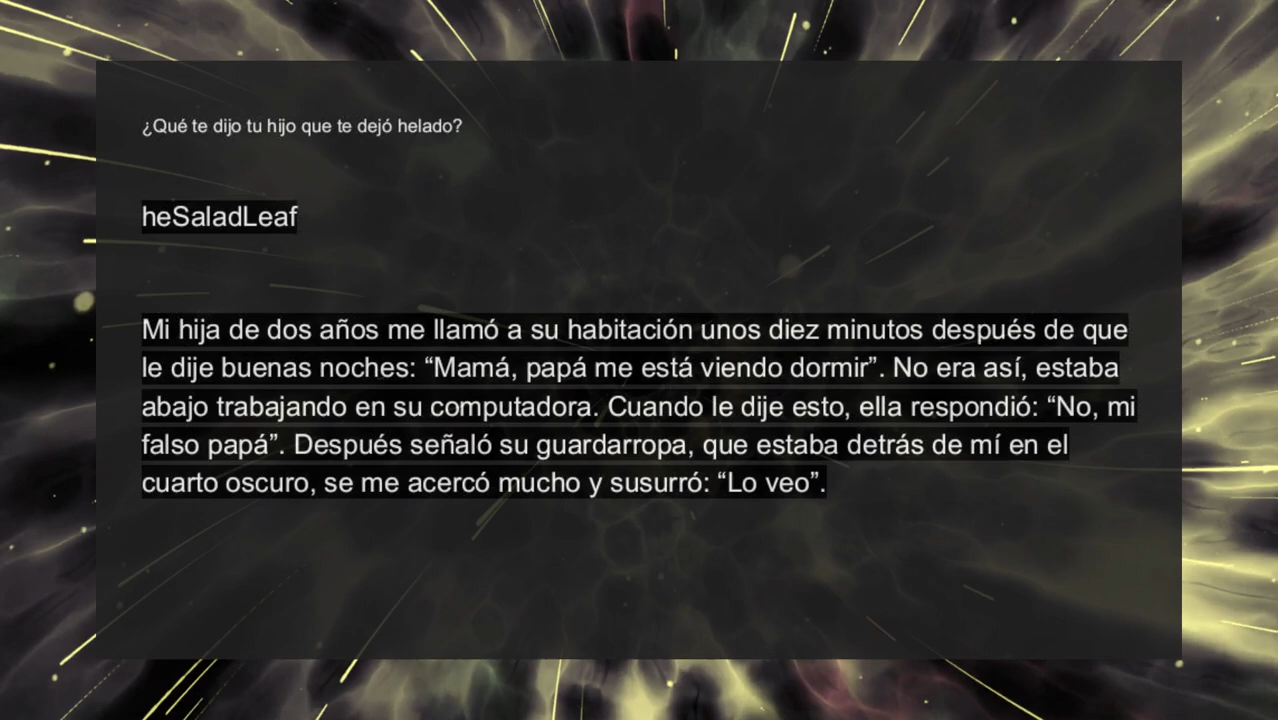 ¿Qué te dijo tu hijo que te dejó helado?
heSaladLeaf
Mi hija de dos años me llamó a su habitación unos diez minutos después de que
le dije buenas noches: “Mamá, papá me está viendo dormir”. No era así, estaba
abajo trabajando en su computadora. Cuando le dije esto, ella respondió: “No, mi
falso papá”. Después señaló su guardarropa, que estaba detrás de mí en el
cuarto oscuro, se me acercó mucho y susurró: “Lo veo”.